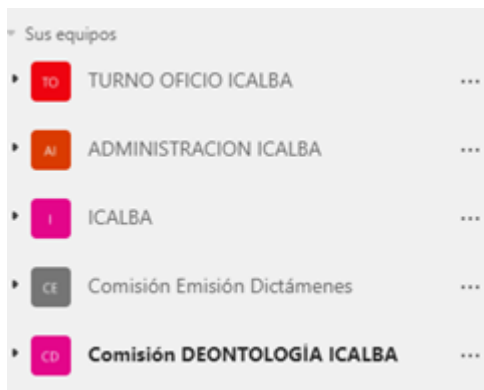 Sus equipos
TO TURNO OFICIO ICALBA ...
AI ADMINISTRACION ICALBA ...
I ICALBA ...
CE Comisión Emisión Dictámenes ...
CD Comisión DEONTOLOGÍA ICALBA ...